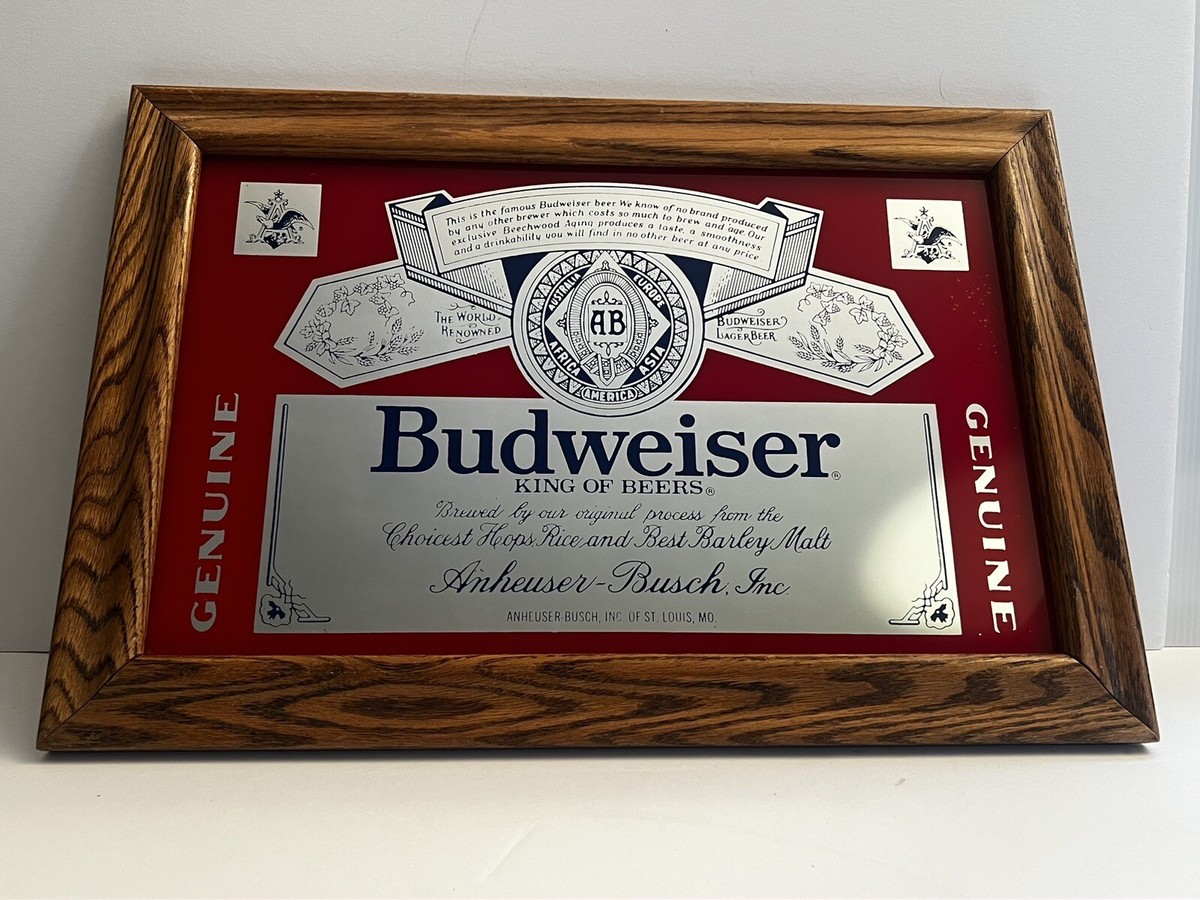 This is the famous Budweiser beer We know of no brand produced
by any other brewer which costs so much to brew and age. Our
exclusive Beechwood Aging produces a taste, a smoothness
and a drinkability you will find in no other beer at any price
THE WORLD
RENOWNED
BUDWEISER
LAGER BEER
AUSTRALIA
EUROPE
AB
AFRICA
ASIA
AMERICA
GENUINE
GENUINE
Budweiser®
KING OF BEERS®
Brewed by our original process from the
Choicest Hops, Rice and Best Barley Malt
Anheuser-Busch, Inc.
ANHEUSER-BUSCH, INC. OF ST. LOUIS, MO.